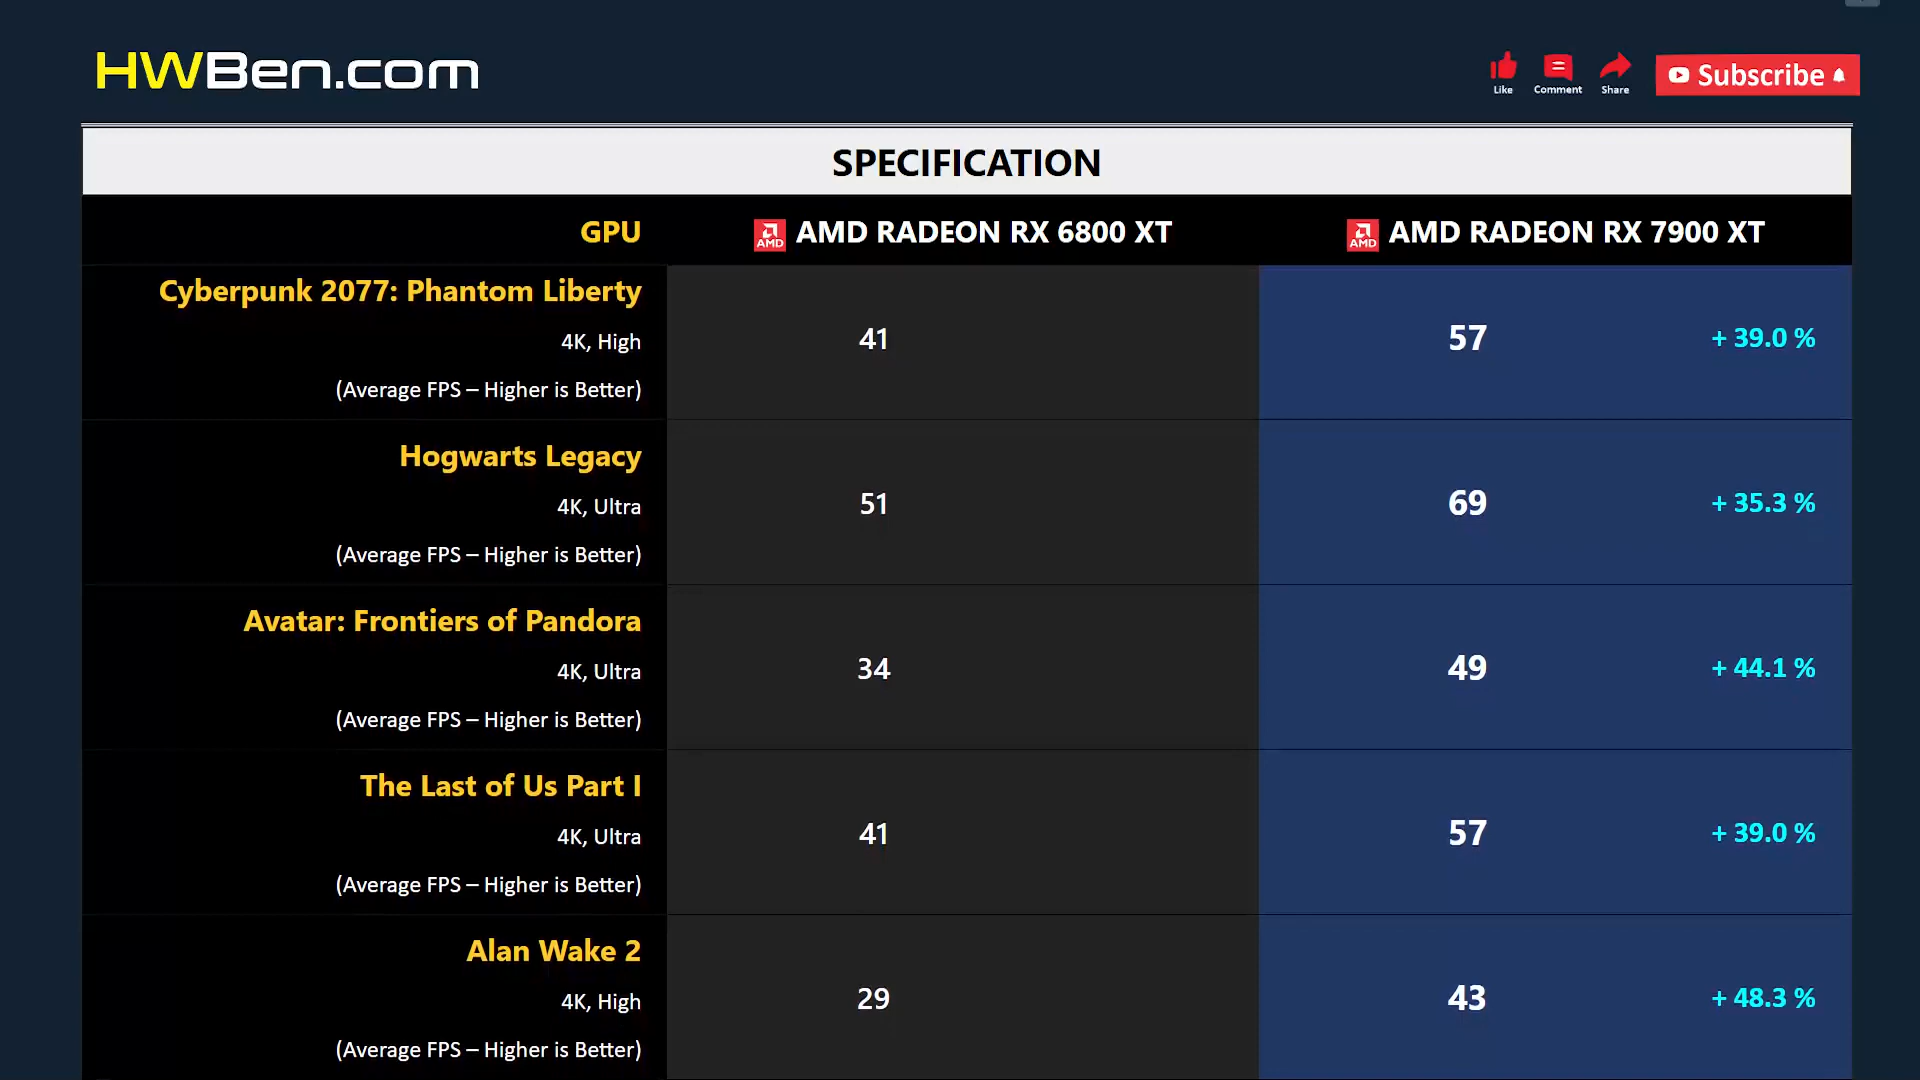 HWBen.com
Like
Comment
Share
Subscribe
SPECIFICATION
GPU
AMD
AMD RADEON RX 6800 XT
AMD
AMD RADEON RX 7900 XT
Cyberpunk 2077: Phantom Liberty
4K, High
(Average FPS – Higher is Better)
41
57
+ 39.0 %
Hogwarts Legacy
4K, Ultra
(Average FPS – Higher is Better)
51
69
+ 35.3 %
Avatar: Frontiers of Pandora
4K, Ultra
(Average FPS – Higher is Better)
34
49
+ 44.1 %
The Last of Us Part I
4K, Ultra
(Average FPS – Higher is Better)
41
57
+ 39.0 %
Alan Wake 2
4K, High
(Average FPS – Higher is Better)
29
43
+ 48.3 %